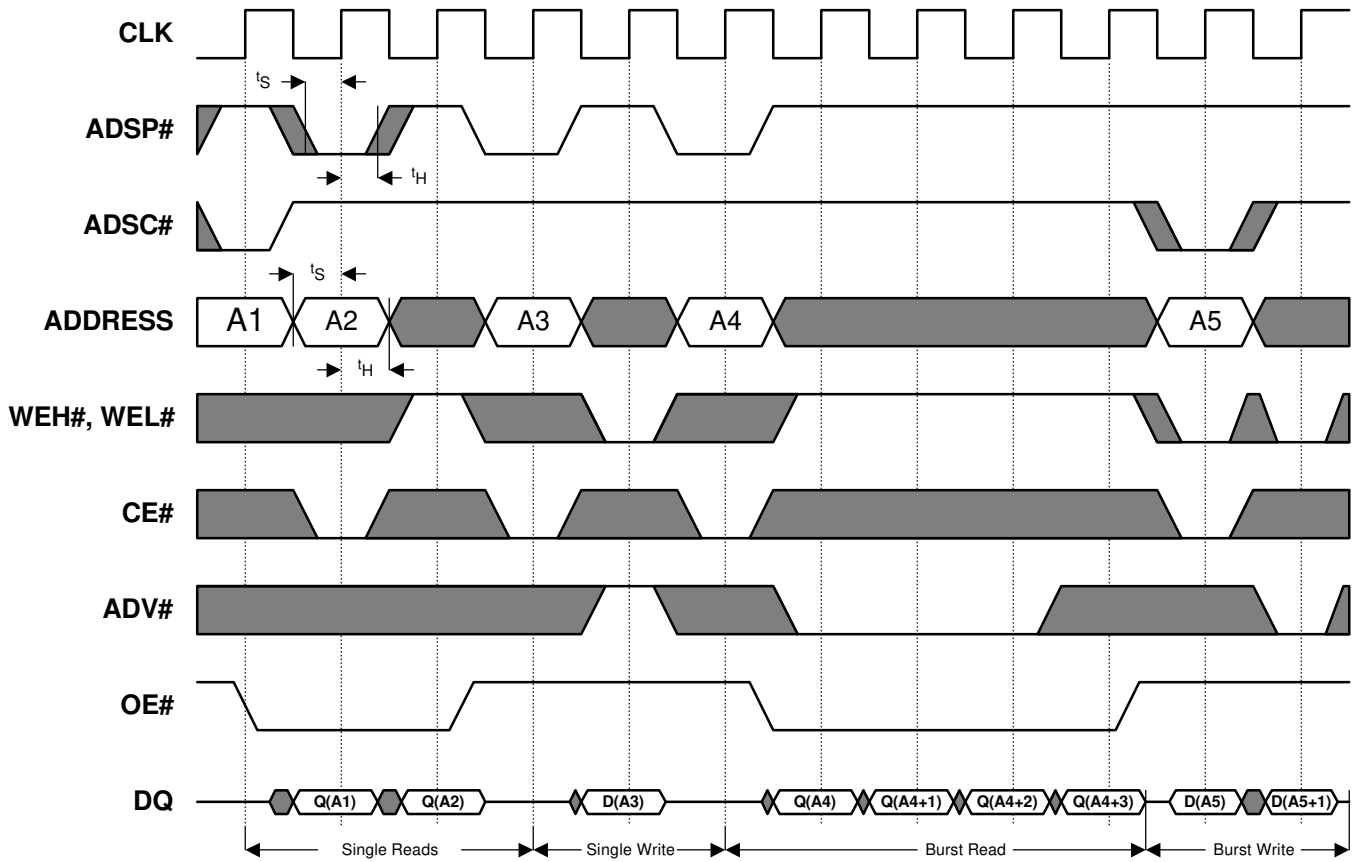 CLK
tS
ADSP#
tH
ADSC#
tS
ADDRESS A1 A2 A3 A4 A5
tH
WEH#, WEL#
CE#
ADV#
OE#
DQ Q(A1) Q(A2) D(A3) Q(A4) Q(A4+1) Q(A4+2) Q(A4+3) D(A5) D(A5+1)
Single Reads Single Write Burst Read Burst Write